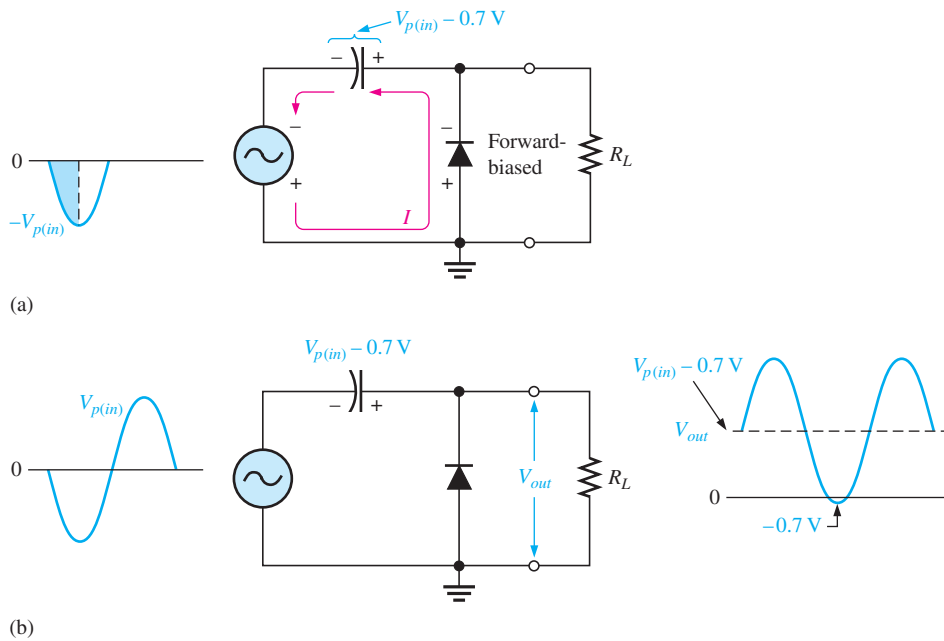 V_p(in) – 0.7 V
– +
–
+
–
+
Forward-
biased
R_L
I
0
–V_p(in)
(a)
V_p(in) – 0.7 V
– +
V_p(in)
0
V_out
R_L
V_p(in) – 0.7 V
V_out
0
–0.7 V
(b)